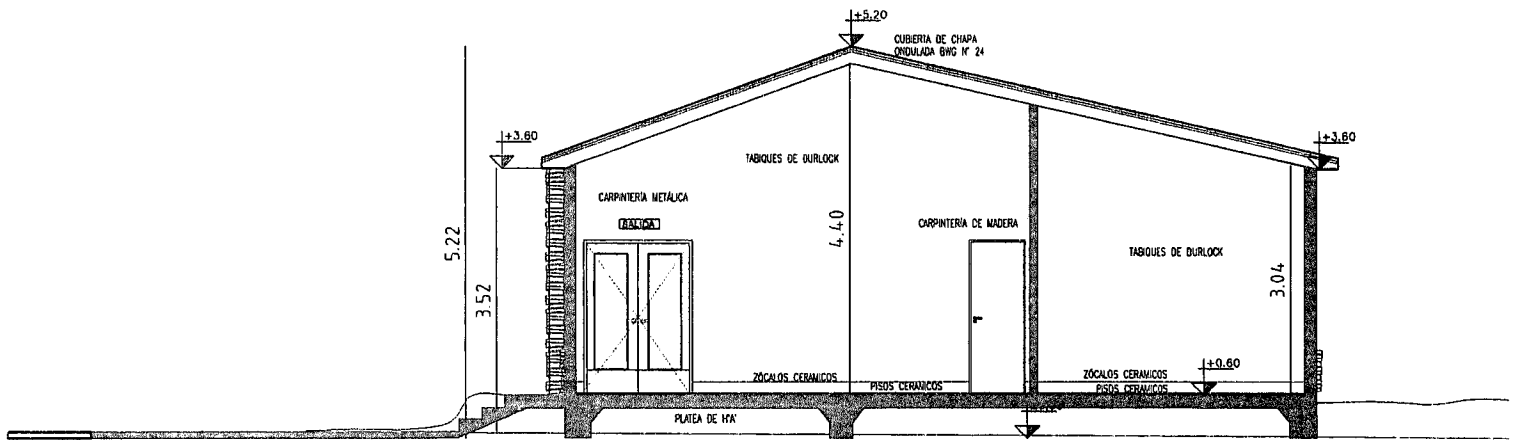 +5.20
CUBIERTA DE CHAPA
ONDULADA BWG N° 24
+3.60
+3.60
TABIQUES DE DURLOCK
CARPINTERÍA METÁLICA
SALIDA
CARPINTERÍA DE MADERA
5.22
4.40
TABIQUES DE DURLOCK
3.52
3.04
ZÓCALOS CERAMICOS
PISOS CERAMICOS
ZÓCALOS CERAMICOS
PISOS CERAMICOS
+0.60
PLATEA DE HºAº